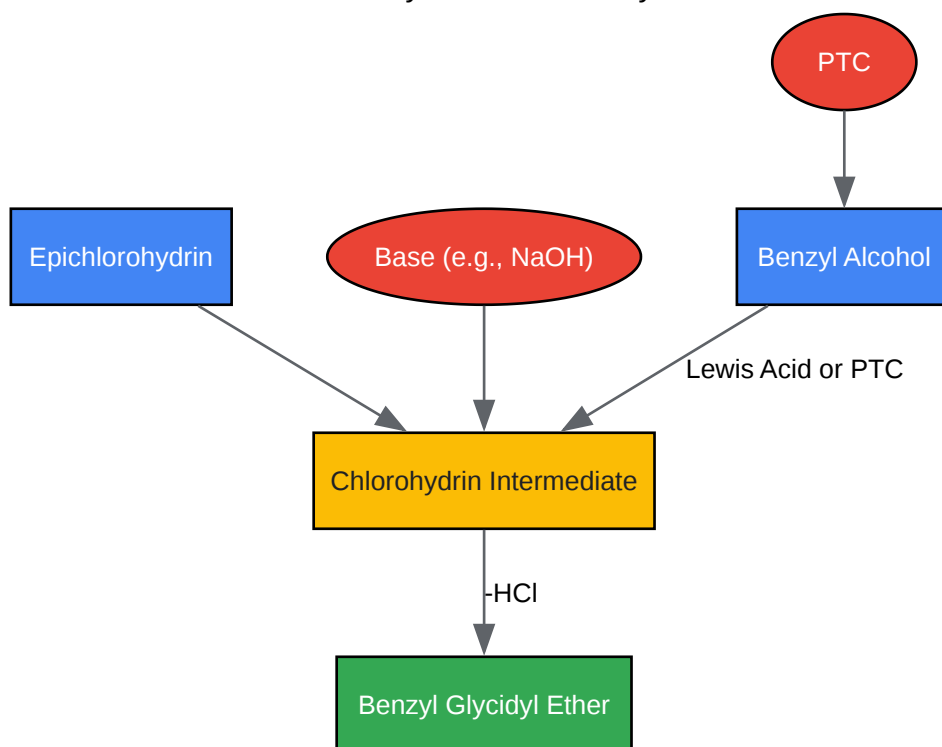 PTC
Epichlorohydrin
Base (e.g., NaOH)
Benzyl Alcohol
Lewis Acid or PTC
Chlorohydrin Intermediate
-HCl
Benzyl Glycidyl Ether